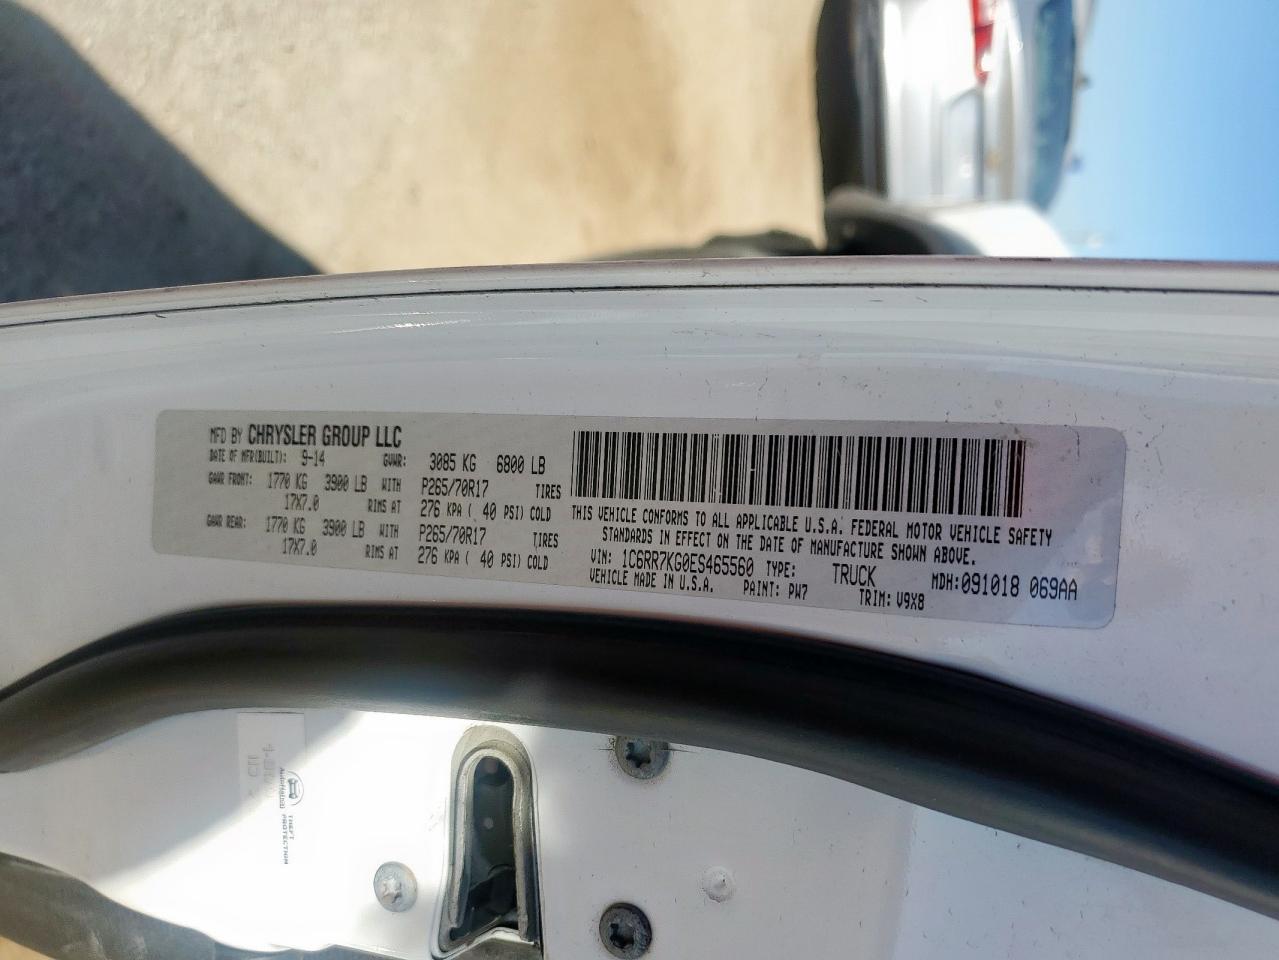 MFD BY CHRYSLER GROUP LLC
DATE OF MFR(BUILT): 9-14 GVWR: 3085 KG 6800 LB
GAWR FRONT: 1770 KG 3900 LB WITH P265/70R17 TIRES
17X7.0 RIMS AT 276 KPA ( 40 PSI) COLD
GAWR REAR: 1770 KG 3900 LB WITH P265/70R17 TIRES
17X7.0 RIMS AT 276 KPA ( 40 PSI) COLD
THIS VEHICLE CONFORMS TO ALL APPLICABLE U.S.A. FEDERAL MOTOR VEHICLE SAFETY
STANDARDS IN EFFECT ON THE DATE OF MANUFACTURE SHOWN ABOVE.
VIN: 1C6RR7KG0ES465560 TYPE: TRUCK MDH:091018 069AA
VEHICLE MADE IN U.S.A. PAINT: PW7 TRIM: V9X8
THEFT
PROTECTION